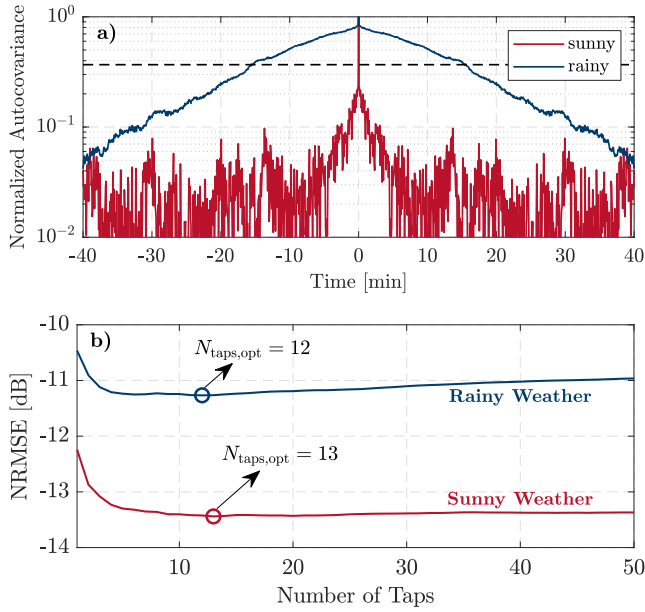 a)
sunny
rainy
Normalized Autocovariance
10^0
10^-1
10^-2
-40 -30 -20 -10 0 10 20 30 40
Time [min]
b)
NRMSE [dB]
-10
-11
-12
-13
-14
N_taps,opt = 12
Rainy Weather
N_taps,opt = 13
Sunny Weather
10 20 30 40 50
Number of Taps